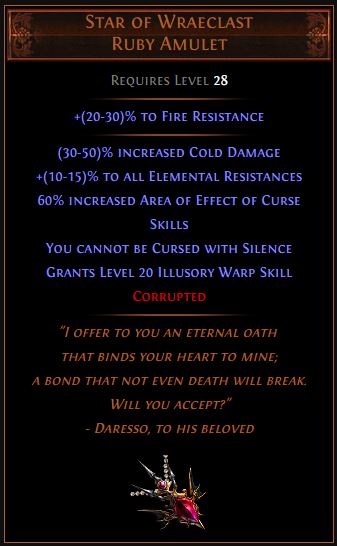 Star of Wraeclast
Ruby Amulet
Requires Level 28
+(20-30)% to Fire Resistance
(30-50)% increased Cold Damage
+(10-15)% to all Elemental Resistances
60% increased Area of Effect of Curse
Skills
You cannot be Cursed with Silence
Grants Level 20 Illusory Warp Skill
Corrupted
"I offer to you an eternal oath
that binds your heart to mine;
a bond that not even death will break.
Will you accept?"
- Daresso, to his beloved